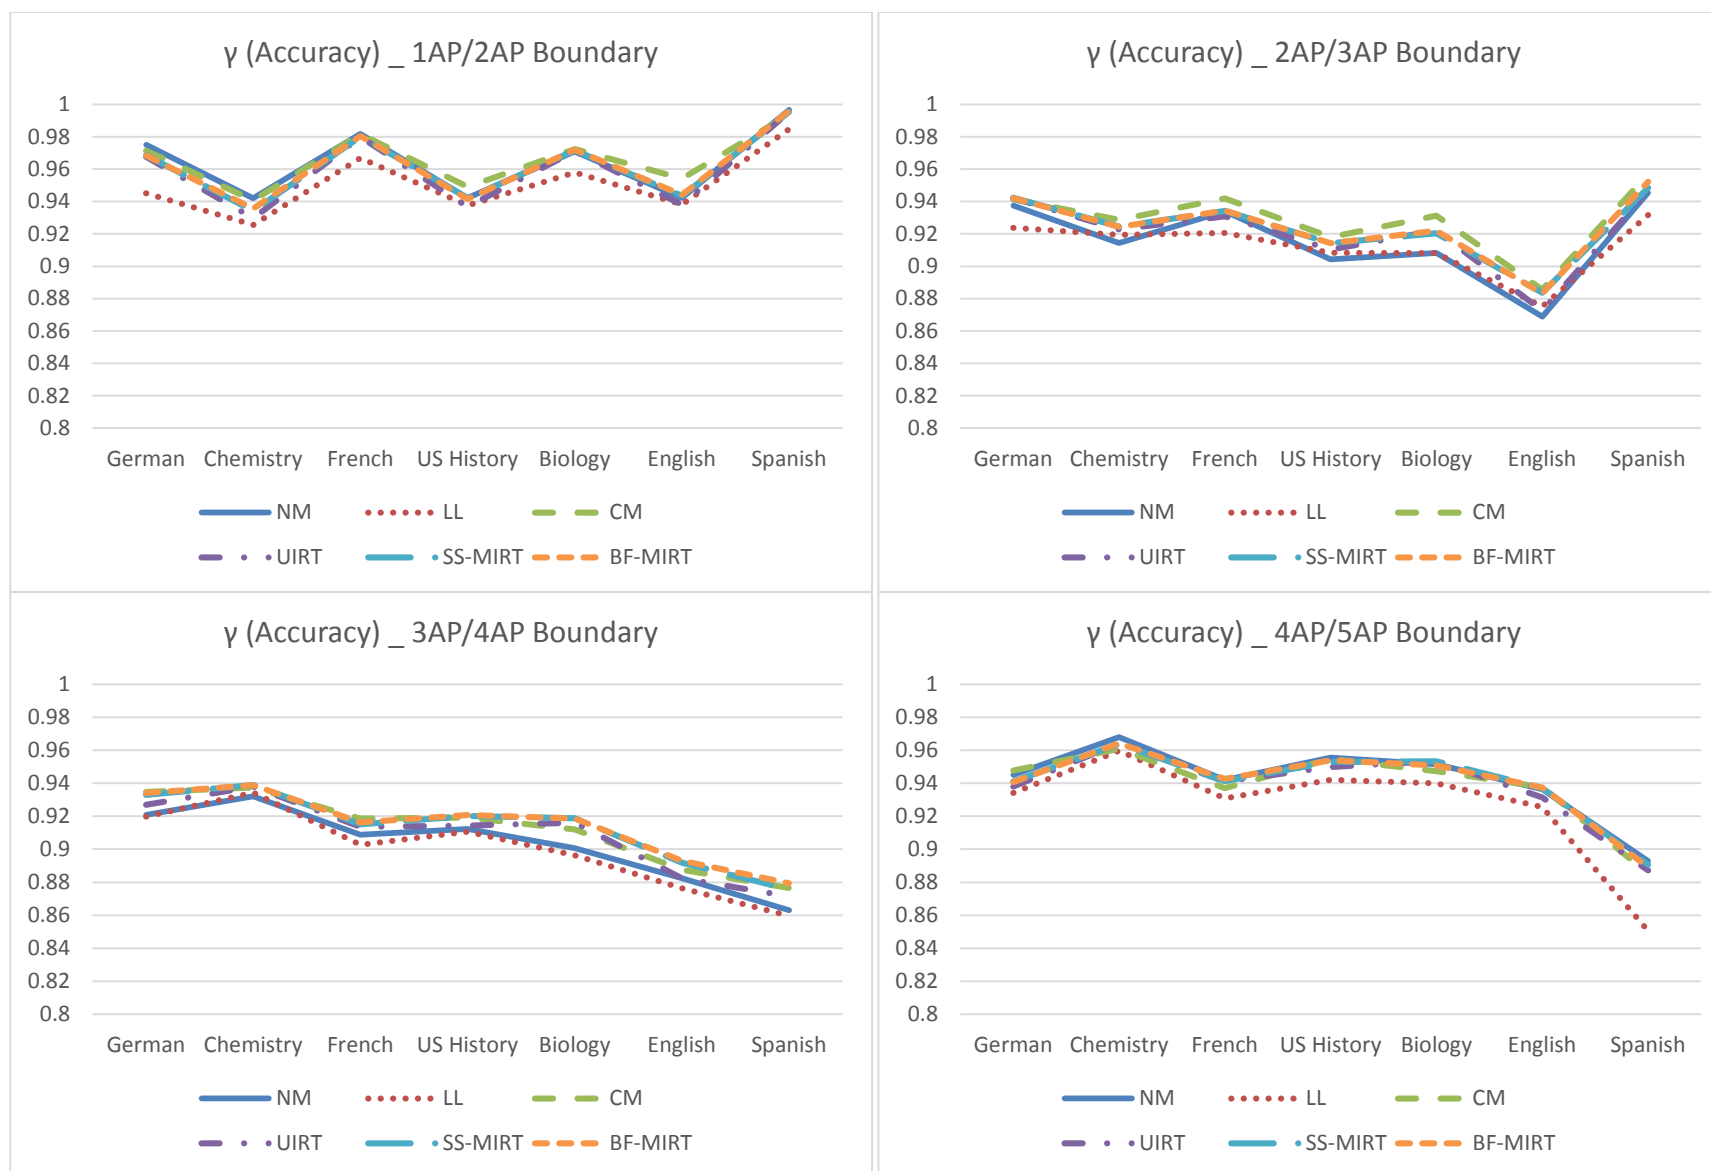 γ (Accuracy) _ 1AP/2AP Boundary
1
0.98
0.96
0.94
0.92
0.9
0.88
0.86
0.84
0.82
0.8
German Chemistry French US History Biology English Spanish
NM LL CM
UIRT SS-MIRT BF-MIRT
γ (Accuracy) _ 2AP/3AP Boundary
1
0.98
0.96
0.94
0.92
0.9
0.88
0.86
0.84
0.82
0.8
German Chemistry French US History Biology English Spanish
NM LL CM
UIRT SS-MIRT BF-MIRT
γ (Accuracy) _ 3AP/4AP Boundary
1
0.98
0.96
0.94
0.92
0.9
0.88
0.86
0.84
0.82
0.8
German Chemistry French US History Biology English Spanish
NM LL CM
UIRT SS-MIRT BF-MIRT
γ (Accuracy) _ 4AP/5AP Boundary
1
0.98
0.96
0.94
0.92
0.9
0.88
0.86
0.84
0.82
0.8
German Chemistry French US History Biology English Spanish
NM LL CM
UIRT SS-MIRT BF-MIRT